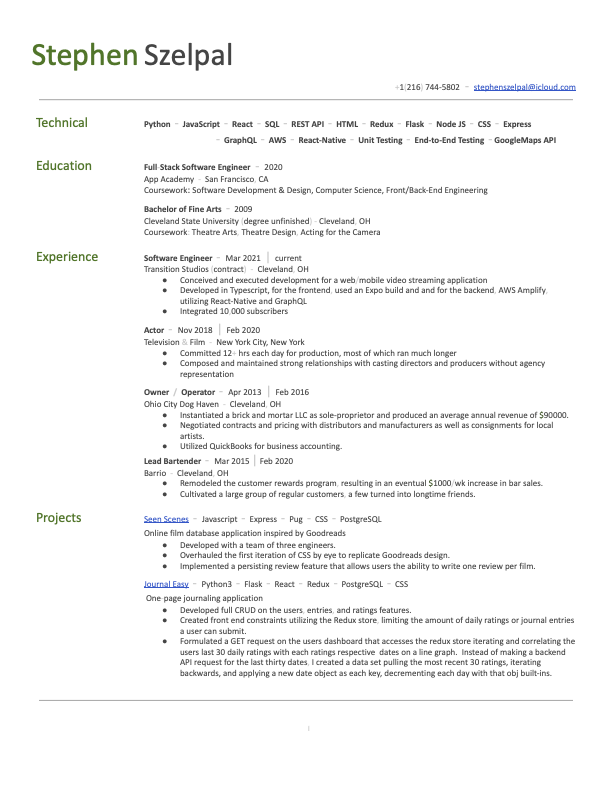 Stephen Szelpal
+1(216) 744-5802 – stephenszelpal@icloud.com
Technical
Python – JavaScript – React – SQL – REST API – HTML – Redux – Flask – Node JS – CSS – Express
– GraphQL – AWS – React-Native – Unit Testing – End-to-End Testing –GoogleMaps API
Education
Full-Stack Software Engineer – 2020
App Academy - San Francisco, CA
Coursework: Software Development & Design, Computer Science, Front/Back-End Engineering
Bachelor of Fine Arts – 2009
Cleveland State University (degree unfinished) - Cleveland, OH
Coursework: Theatre Arts, Theatre Design, Acting for the Camera
Experience
Software Engineer – Mar 2021 | current
Transition Studios (contract) - Cleveland, OH
● Conceived and executed development for a web/mobile video streaming application
● Developed in Typescript, for the frontend, used an Expo build and and for the backend, AWS Amplify,
utilizing React-Native and GraphQL
● Integrated 10,000 subscribers
Actor – Nov 2018 | Feb 2020
Television & Film - New York City, New York
● Committed 12+ hrs each day for production, most of which ran much longer
● Composed and maintained strong relationships with casting directors and producers without agency
representation
Owner / Operator – Apr 2013 | Feb 2016
Ohio City Dog Haven - Cleveland, OH
● Instantiated a brick and mortar LLC as sole-proprietor and produced an average annual revenue of $90000.
● Negotiated contracts and pricing with distributors and manufacturers as well as consignments for local
artists.
● Utilized QuickBooks for business accounting.
Lead Bartender – Mar 2015 | Feb 2020
Barrio - Cleveland, OH
● Remodeled the customer rewards program, resulting in an eventual $1000/wk increase in bar sales.
● Cultivated a large group of regular customers, a few turned into longtime friends.
Projects
Seen Scenes – Javascript – Express – Pug – CSS – PostgreSQL
Online film database application inspired by Goodreads
● Developed with a team of three engineers.
● Overhauled the first iteration of CSS by eye to replicate Goodreads design.
● Implemented a persisting review feature that allows users the ability to write one review per film.
Journal Easy – Python3 – Flask – React – Redux – PostgreSQL – CSS
One-page journaling application
● Developed full CRUD on the users, entries, and ratings features.
● Created front end constraints utilizing the Redux store, limiting the amount of daily ratings or journal entries
a user can submit.
● Formulated a GET request on the users dashboard that accesses the redux store iterating and correlating the
users last 30 daily ratings with each ratings respective dates on a line graph. Instead of making a backend
API request for the last thirty dates, I created a data set pulling the most recent 30 ratings, iterating
backwards, and applying a new date object as each key, decrementing each day with that obj built-ins.